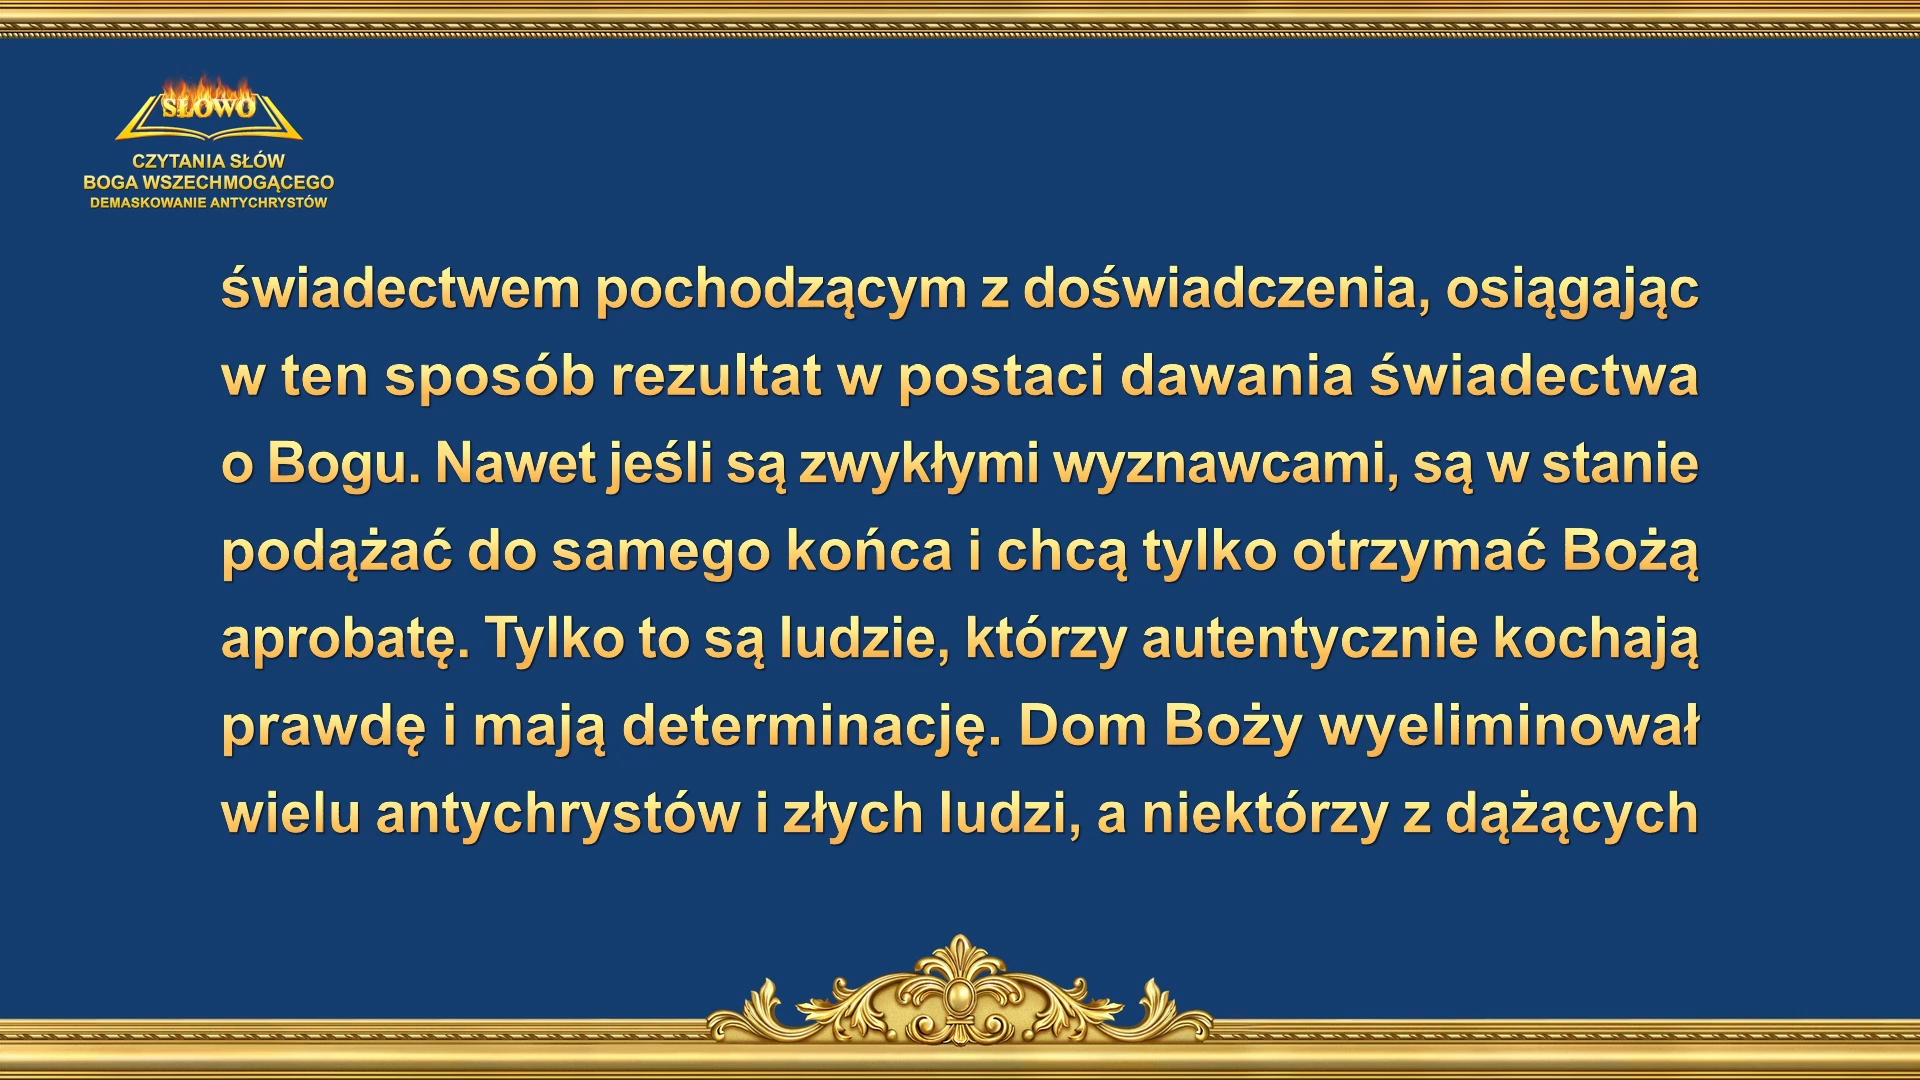 SŁOWO
CZYTANIA SŁÓW
BOGA WSZECHMOGĄCEGO
DEMASKOWANIE ANTYCHRYSTÓW
świadectwem pochodzącym z doświadczenia, osiągając
w ten sposób rezultat w postaci dawania świadectwa
o Bogu. Nawet jeśli są zwykłymi wyznawcami, są w stanie
podążać do samego końca i chcą tylko otrzymać Bożą
aprobatę. Tylko to są ludzie, którzy autentycznie kochają
prawdę i mają determinację. Dom Boży wyeliminował
wielu antychrystów i złych ludzi, a niektórzy z dążących